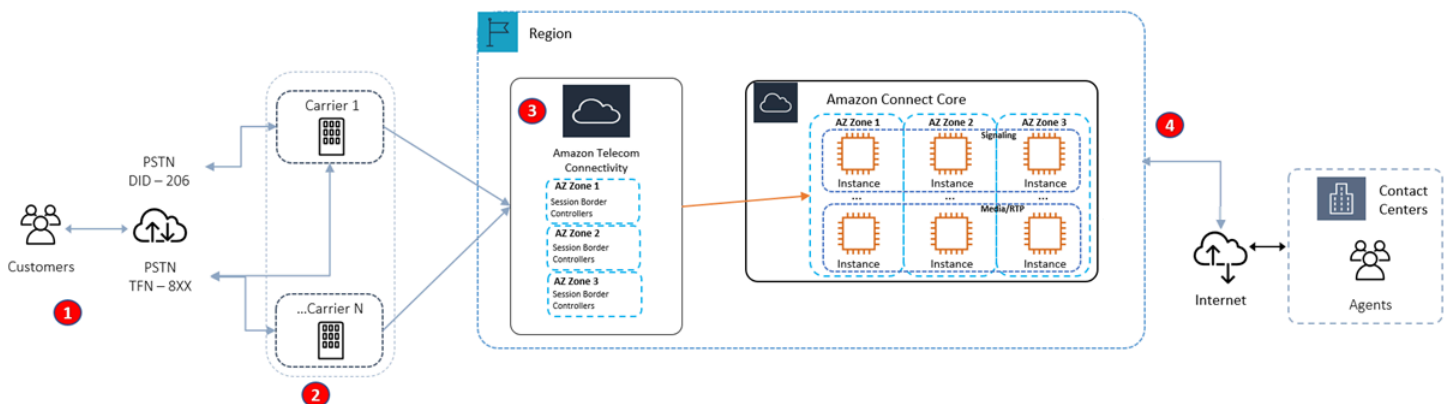 Customers
1
PSTN
DID – 206
PSTN
TFN – 8XX
Carrier 1
...Carrier N
2
Region
3
Amazon Telecom
Connectivity
AZ Zone 1
Session Border
Controllers
AZ Zone 2
Session Border
Controllers
AZ Zone 3
Session Border
Controllers
Amazon Connect Core
AZ Zone 1
AZ Zone 2
AZ Zone 3
Signaling
Instance
Instance
Instance
...
...
...
Media/RTP
Instance
Instance
Instance
4
Internet
Contact
Centers
Agents